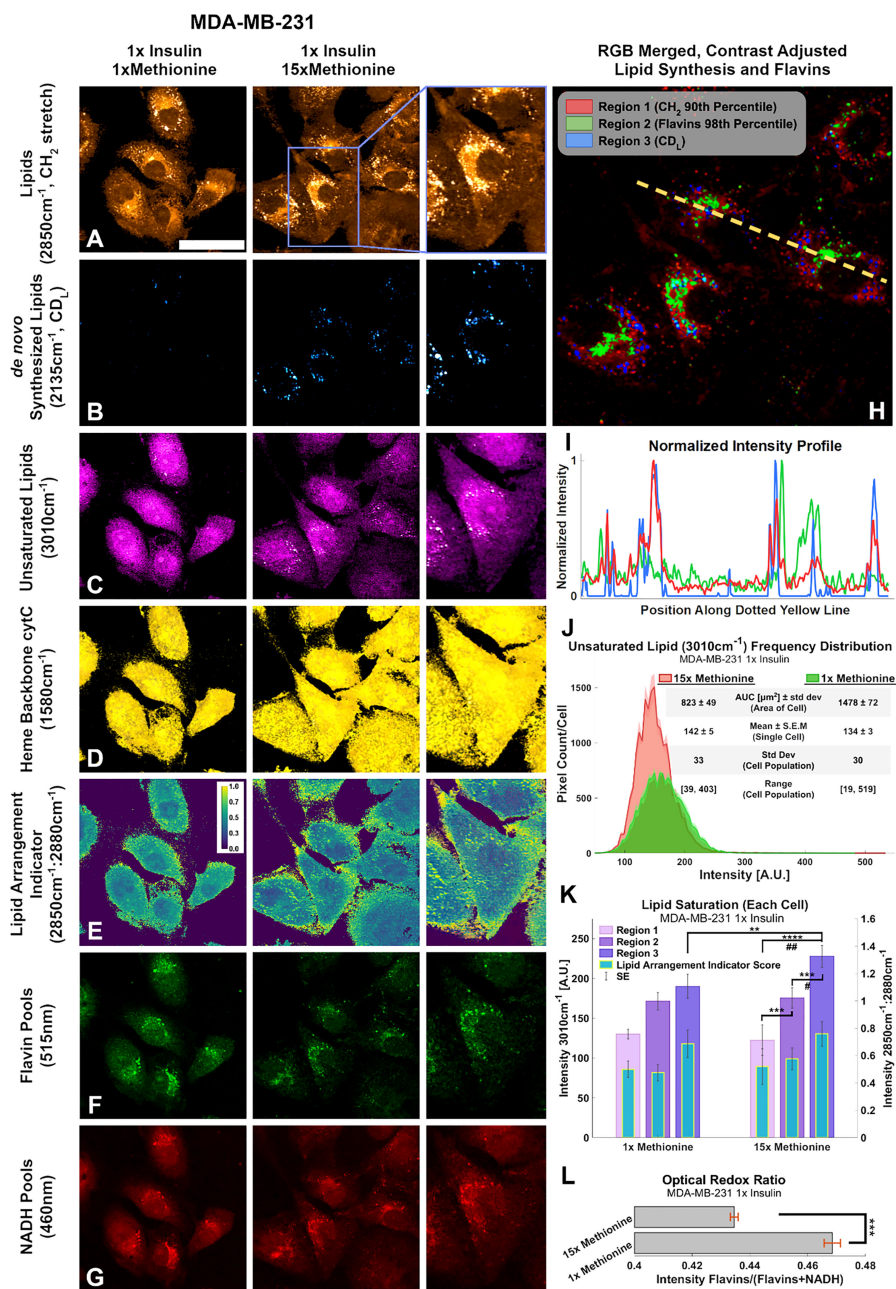 MDA-MB-231
1x Insulin
1xMethionine
1x Insulin
15xMethionine
Lipids
(2850cm⁻¹, CH₂ stretch)
A
de novo
Synthesized Lipids
(2135cm⁻¹, CD_L)
B
Unsaturated Lipids
(3010cm⁻¹)
C
Heme Backbone cytC
(1580cm⁻¹)
D
Lipid Arrangement
Indicator
(2850cm⁻¹:2880cm⁻¹)
1.0
0.8
0.6
0.5
0.3
0.0
E
Flavin Pools
(515nm)
F
NADH Pools
(460nm)
G
RGB Merged, Contrast Adjusted
Lipid Synthesis and Flavins
Region 1 (CH₂ 90th Percentile)
Region 2 (Flavins 98th Percentile)
Region 3 (CD_L)
H
I
Normalized Intensity Profile
1
Normalized Intensity
0
Position Along Dotted Yellow Line
J
Unsaturated Lipid (3010cm⁻¹) Frequency Distribution
MDA-MB-231 1x Insulin
15x Methionine
1x Methionine
823 ± 49 AUC [µm²] ± std dev (Area of Cell) 1478 ± 72
142 ± 5 Mean ± S.E.M (Single Cell) 134 ± 3
33 Std Dev (Cell Population) 30
[39, 403] Range (Cell Population) [19, 519]
Pixel Count/Cell
1500
1000
500
0
100 200 300 400 500
Intensity [A.U.]
K
Lipid Saturation (Each Cell)
MDA-MB-231 1x Insulin
Region 1
Region 2
Region 3
Lipid Arrangement Indicator Score
SE
**
****
##
***
#
***
Intensity 3010cm⁻¹ [A.U.]
250
200
150
100
50
0
1.6
1.4
1.2
1
0.8
0.6
0.4
0.2
0
Intensity 2850cm⁻¹:2880cm⁻¹
1x Methionine 15x Methionine
L
Optical Redox Ratio
MDA-MB-231 1x Insulin
15x Methionine
1x Methionine
***
0.4 0.42 0.44 0.46 0.48
Intensity Flavins/(Flavins+NADH)